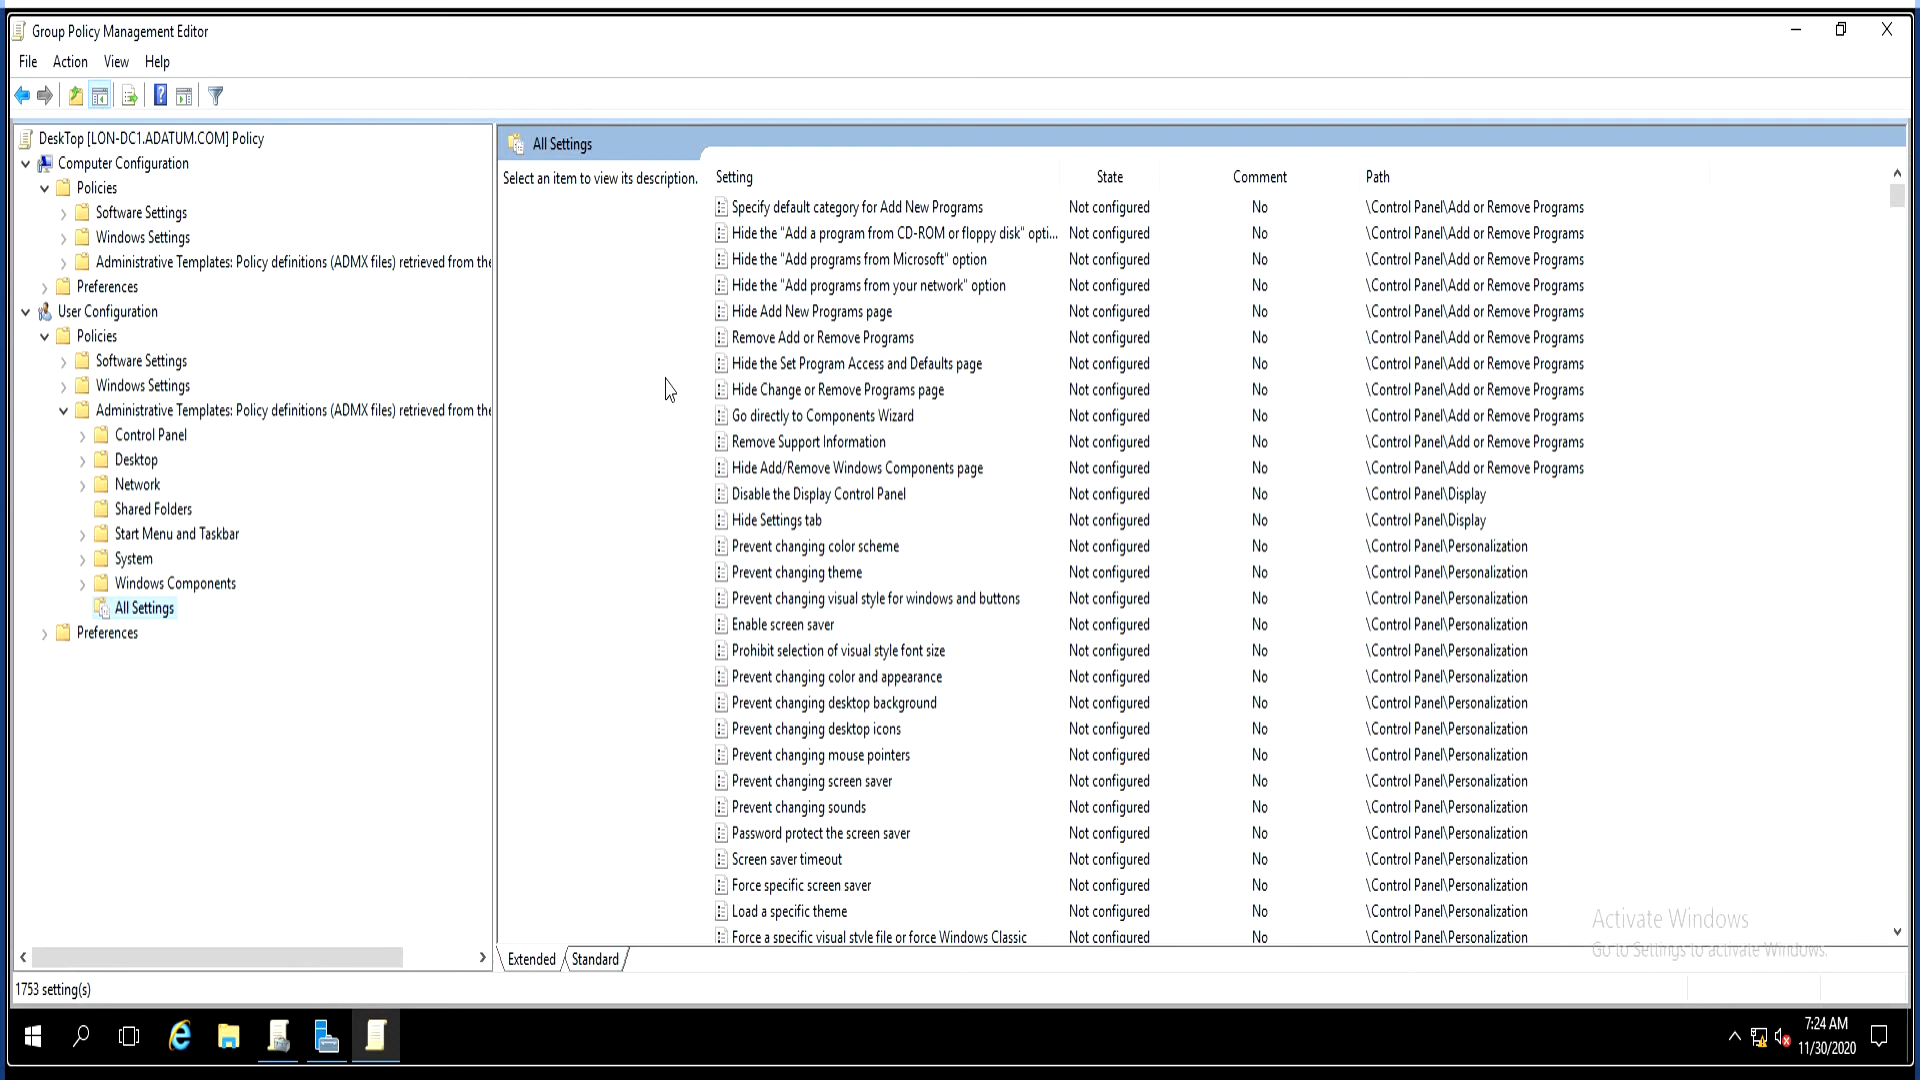 Group Policy Management Editor
File Action View Help
DeskTop [LON-DC1.ADATUM.COM] Policy
Computer Configuration
Policies
Software Settings
Windows Settings
Administrative Templates: Policy definitions (ADMX files) retrieved from the
Preferences
User Configuration
Policies
Software Settings
Windows Settings
Administrative Templates: Policy definitions (ADMX files) retrieved from the
Control Panel
Desktop
Network
Shared Folders
Start Menu and Taskbar
System
Windows Components
All Settings
Preferences
All Settings
Select an item to view its description.
Setting State Comment Path
Specify default category for Add New Programs Not configured No \Control Panel\Add or Remove Programs
Hide the "Add a program from CD-ROM or floppy disk" opti... Not configured No \Control Panel\Add or Remove Programs
Hide the "Add programs from Microsoft" option Not configured No \Control Panel\Add or Remove Programs
Hide the "Add programs from your network" option Not configured No \Control Panel\Add or Remove Programs
Hide Add New Programs page Not configured No \Control Panel\Add or Remove Programs
Remove Add or Remove Programs Not configured No \Control Panel\Add or Remove Programs
Hide the Set Program Access and Defaults page Not configured No \Control Panel\Add or Remove Programs
Hide Change or Remove Programs page Not configured No \Control Panel\Add or Remove Programs
Go directly to Components Wizard Not configured No \Control Panel\Add or Remove Programs
Remove Support Information Not configured No \Control Panel\Add or Remove Programs
Hide Add/Remove Windows Components page Not configured No \Control Panel\Add or Remove Programs
Disable the Display Control Panel Not configured No \Control Panel\Display
Hide Settings tab Not configured No \Control Panel\Display
Prevent changing color scheme Not configured No \Control Panel\Personalization
Prevent changing theme Not configured No \Control Panel\Personalization
Prevent changing visual style for windows and buttons Not configured No \Control Panel\Personalization
Enable screen saver Not configured No \Control Panel\Personalization
Prohibit selection of visual style font size Not configured No \Control Panel\Personalization
Prevent changing color and appearance Not configured No \Control Panel\Personalization
Prevent changing desktop background Not configured No \Control Panel\Personalization
Prevent changing desktop icons Not configured No \Control Panel\Personalization
Prevent changing mouse pointers Not configured No \Control Panel\Personalization
Prevent changing screen saver Not configured No \Control Panel\Personalization
Prevent changing sounds Not configured No \Control Panel\Personalization
Password protect the screen saver Not configured No \Control Panel\Personalization
Screen saver timeout Not configured No \Control Panel\Personalization
Force specific screen saver Not configured No \Control Panel\Personalization
Load a specific theme Not configured No \Control Panel\Personalization
Force a specific visual style file or force Windows Classic Not configured No \Control Panel\Personalization
Activate Windows
Go to Settings to activate Windows.
Extended Standard
1753 setting(s)
7:24 AM
11/30/2020